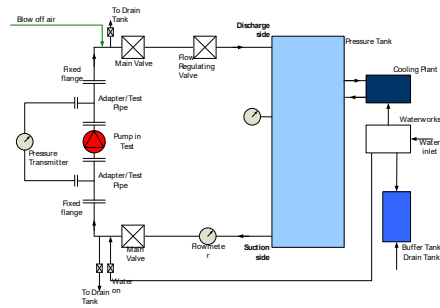 To Drain
Tank
Blow off air
Discharge
side
Pressure Tank
Main Valve
Flow
Regulating
Valve
Fixed
flange
Cooling Plant
Adapter/Test
Pipe
Waterworks
Pump in
Test
Water
inlet
Pressure
Transmitter
Adapter/Test
Pipe
Fixed
flange
Main
Valve
Flowmete
r
Suction
side
Buffer Tank
Drain Tank
Water
on
To Drain
Tank